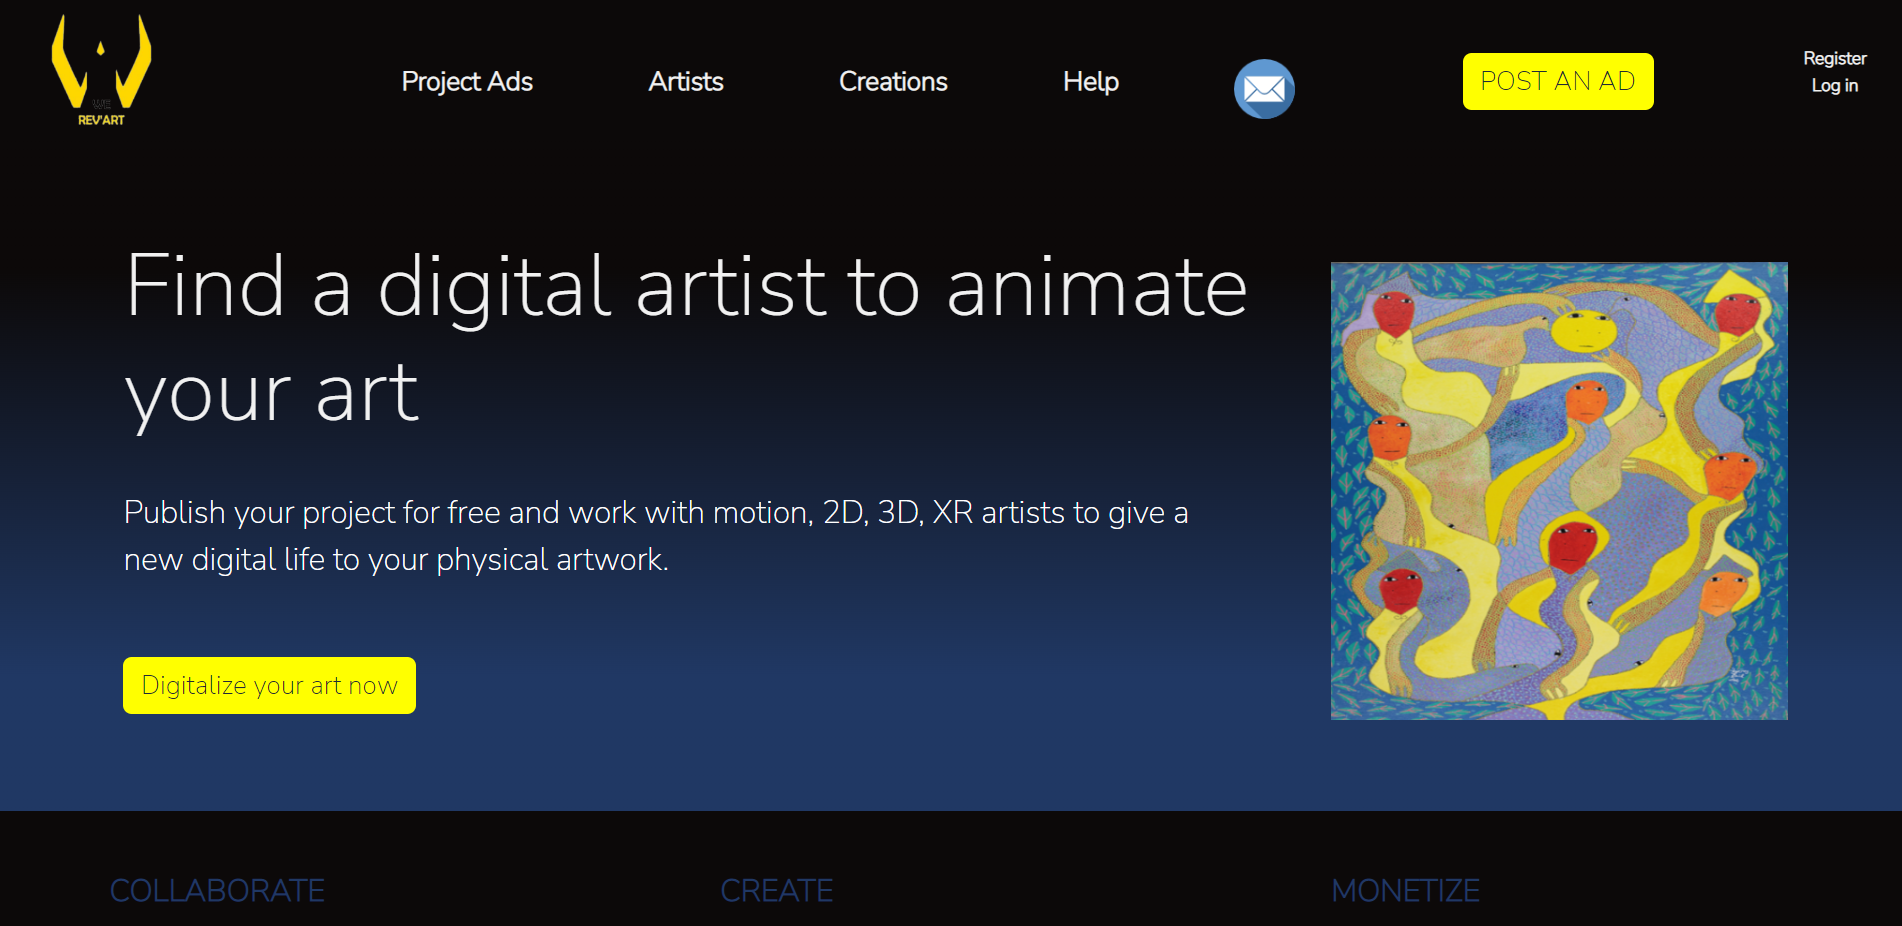 WE
REV'ART
Project Ads
Artists
Creations
Help
POST AN AD
Register
Log in
Find a digital artist to animate
your art
Publish your project for free and work with motion, 2D, 3D, XR artists to give a
new digital life to your physical artwork.
Digitalize your art now
COLLABORATE
CREATE
MONETIZE